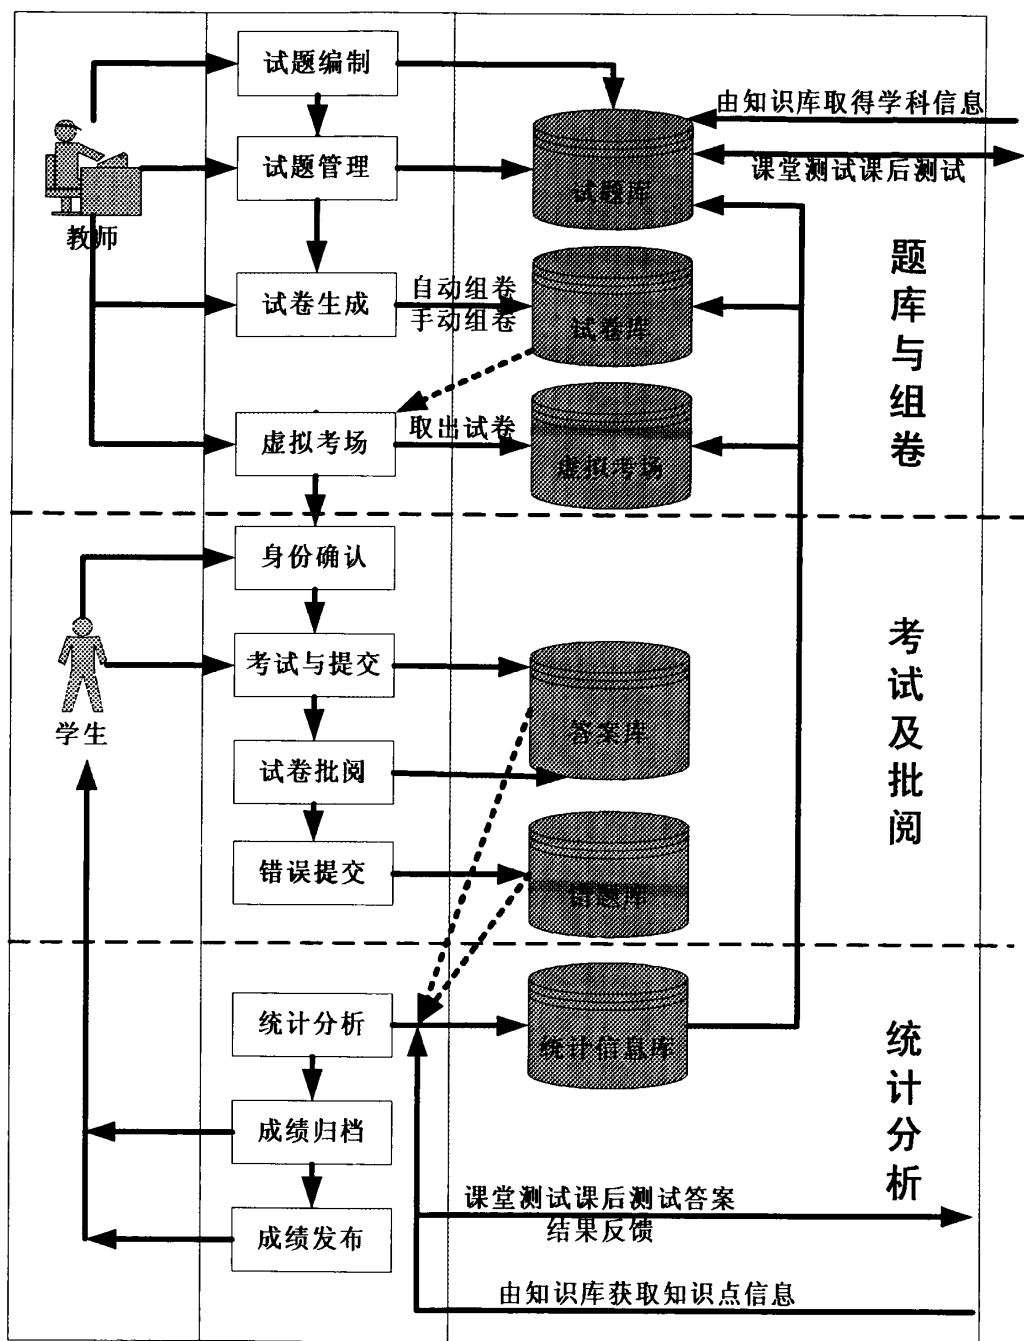 试题编制
由知识库取得学科信息
试题管理
试题库
课堂测试课后测试
教师
题库与组卷
试卷生成
自动组卷
手动组卷
试卷库
虚拟考场
取出试卷
虚拟考场
身份确认
考试与提交
考试及批阅
学生
答案库
试卷批阅
错误提交
错题库
统计分析
统计信息库
统计分析
成绩归档
课堂测试课后测试答案
结果反馈
成绩发布
由知识库获取知识点信息